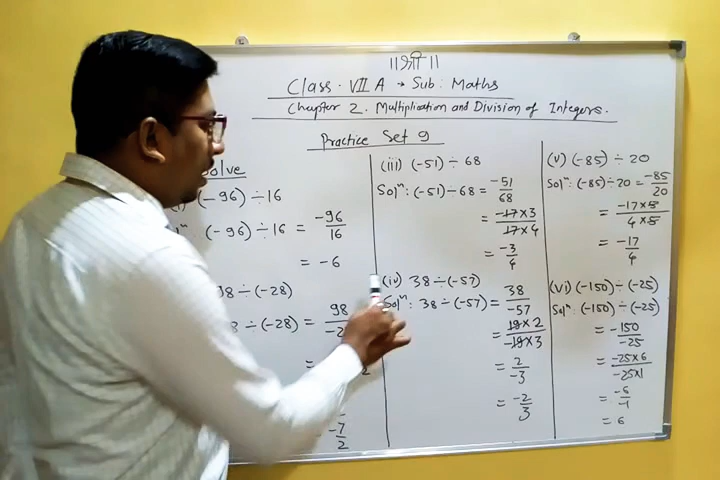 ॥श्री॥
Class. VII A → Sub: Maths
Chapter 2. Multiplication and Division of Integers.
Practice Set 9
Solve
(-96) ÷ 16
(-96) ÷ 16 = -96/16
= -6
98 ÷ (-28)
8 ÷ (-28) = 98/-2
=
2
-7/2
(iii) (-51) ÷ 68
Solⁿ: (-51) ÷ 68 = -51/68
= -17×3/17×4
= -3/4
(iv) 38 ÷ (-57)
Solⁿ: 38 ÷ (-57) = 38/-57
= 19×2/-19×3
= 2/-3
= -2/3
(v) (-85) ÷ 20
Solⁿ: (-85) ÷ 20 = -85/20
= -17×5/4×5
= -17/4
(vi) (-150) ÷ (-25)
Solⁿ: (-150) ÷ (-25)
= -150/-25
= -25×6/-25×1
= -6/-1
= 6